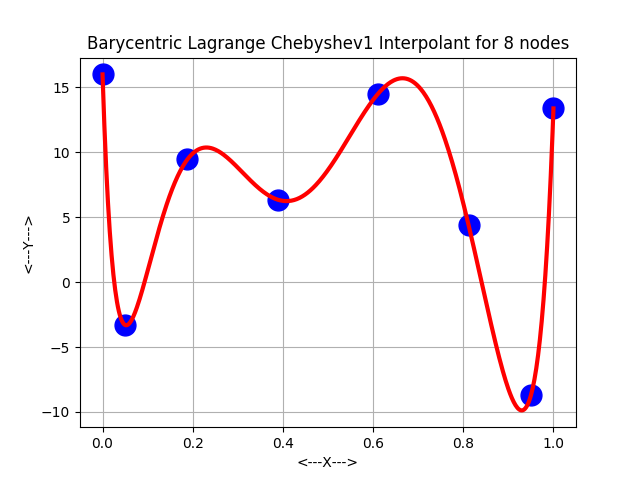 Barycentric Lagrange Chebyshev1 Interpolant for 8 nodes
15
10
5
0
−5
−10
<---Y--->
0.0 0.2 0.4 0.6 0.8 1.0
<---X--->